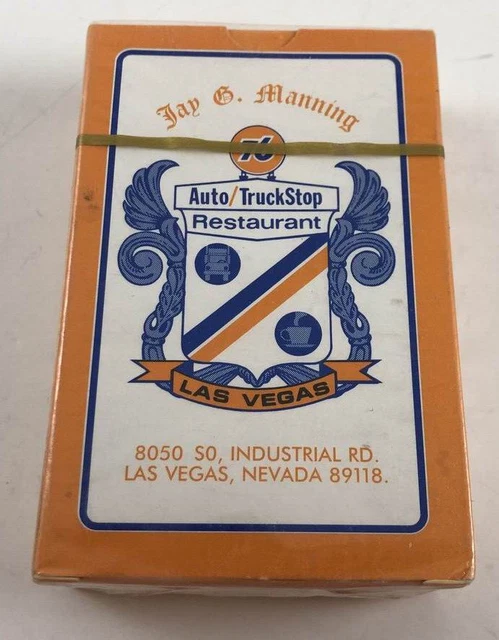 Jay G. Manning
76
Auto/TruckStop
Restaurant
LAS VEGAS
8050 SO, INDUSTRIAL RD.
LAS VEGAS, NEVADA 89118.